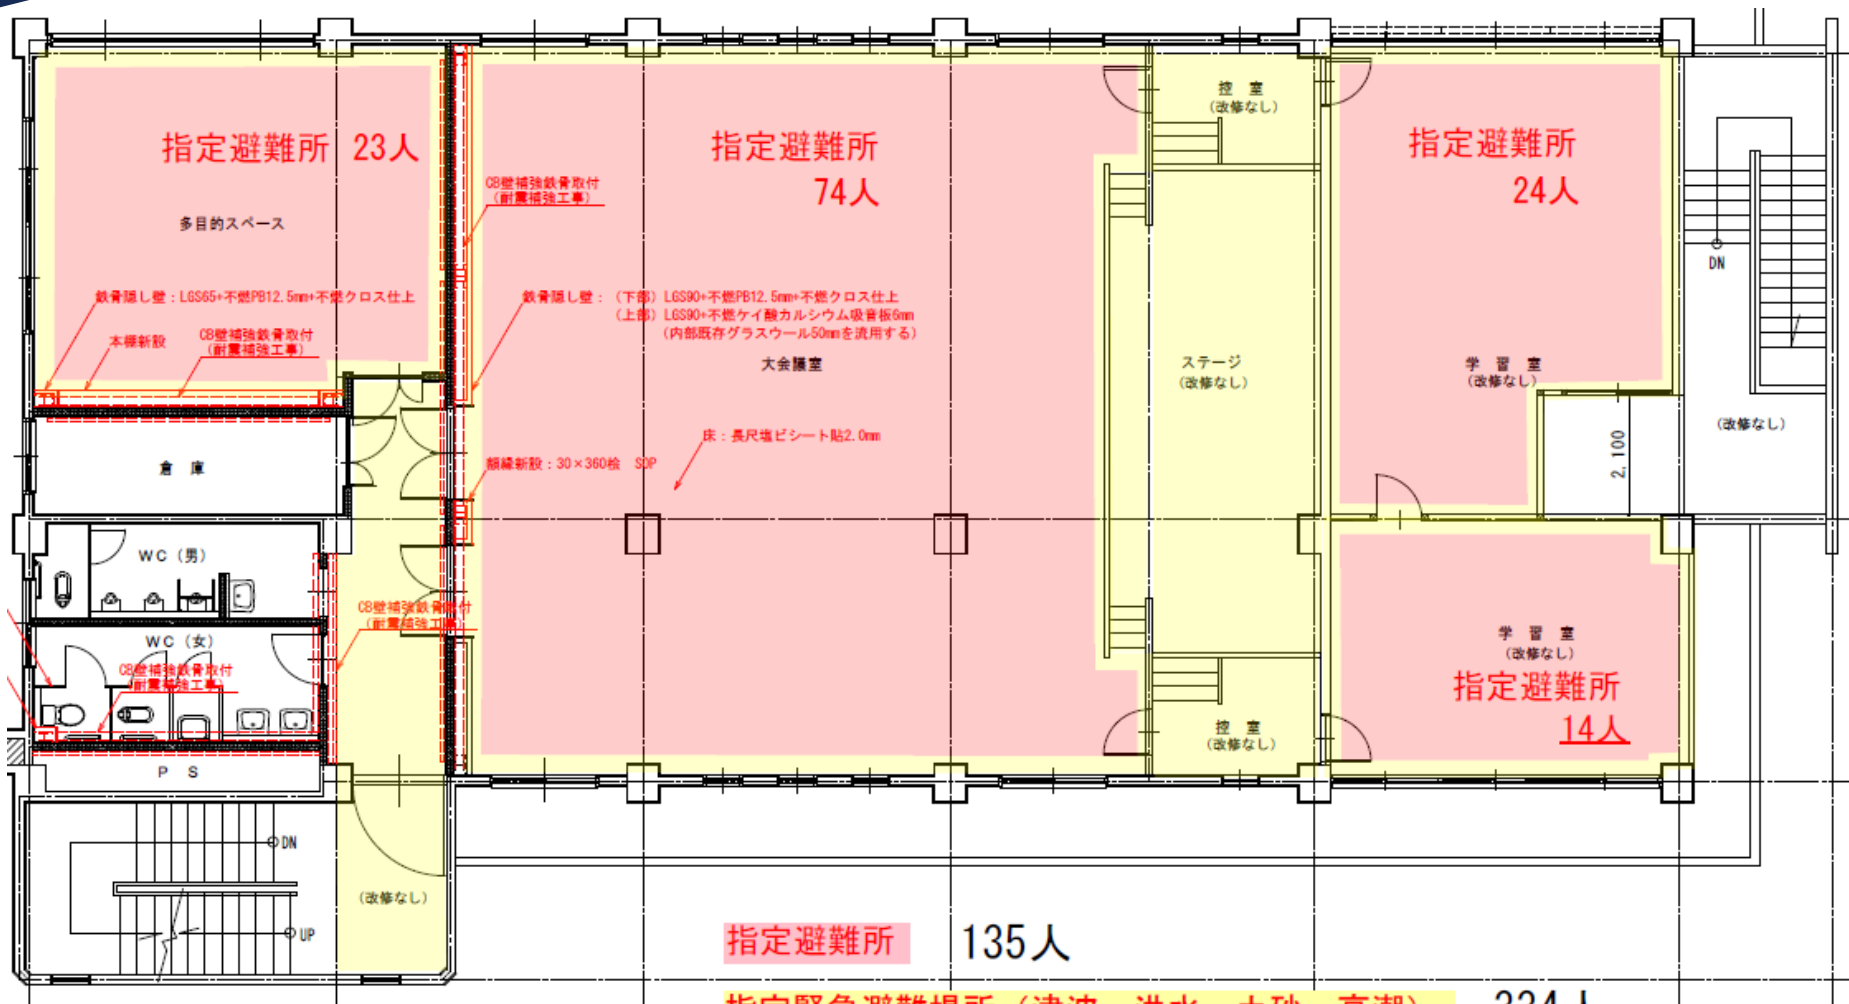 控 室
(改修なし)
指定避難所 23人
指定避難所
74人
指定避難所
24人
CB壁補強鉄骨取付
(耐震補強工事)
多目的スペース
DN
鉄骨隠し壁：LGS65+不燃PB12.5mm+不燃クロス仕上
鉄骨隠し壁：(下部) LGS90+不燃PB12.5mm+不燃クロス仕上
(上部) LGS90+不燃ケイ酸カルシウム吸音板6mm
(内部既存グラスウール50mmを流用する)
本棚新設
CB壁補強鉄骨取付
(耐震補強工事)
大会議室
ステージ
(改修なし)
学 習 室
(改修なし)
(改修なし)
床：長尺塩ビシート貼2.0mm
2,100
倉 庫
額縁新設：30×360桧 SOP
WC(男)
CB壁補強鉄骨取付
(耐震補強工事)
WC(女)
学 習 室
(改修なし)
CB壁補強鉄骨取付
(耐震補強工事)
指定避難所
14人
控 室
(改修なし)
P S
DN
(改修なし)
UP
指定避難所 135人